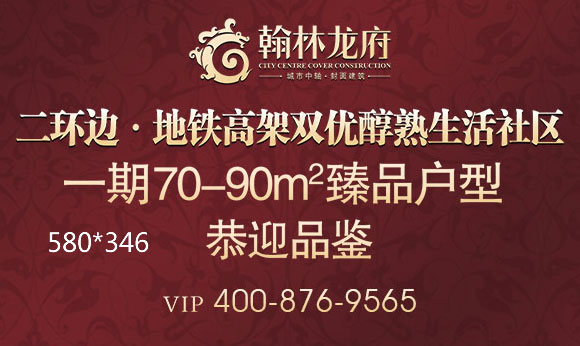 翰林龙府
CITY CENTRE COVER CONSTRUCTION
·城市中轴·封面建筑·
二环边·地铁高架双优醇熟生活社区
一期70-90m²臻品户型
580*346
恭迎品鉴
VIP 400-876-9565